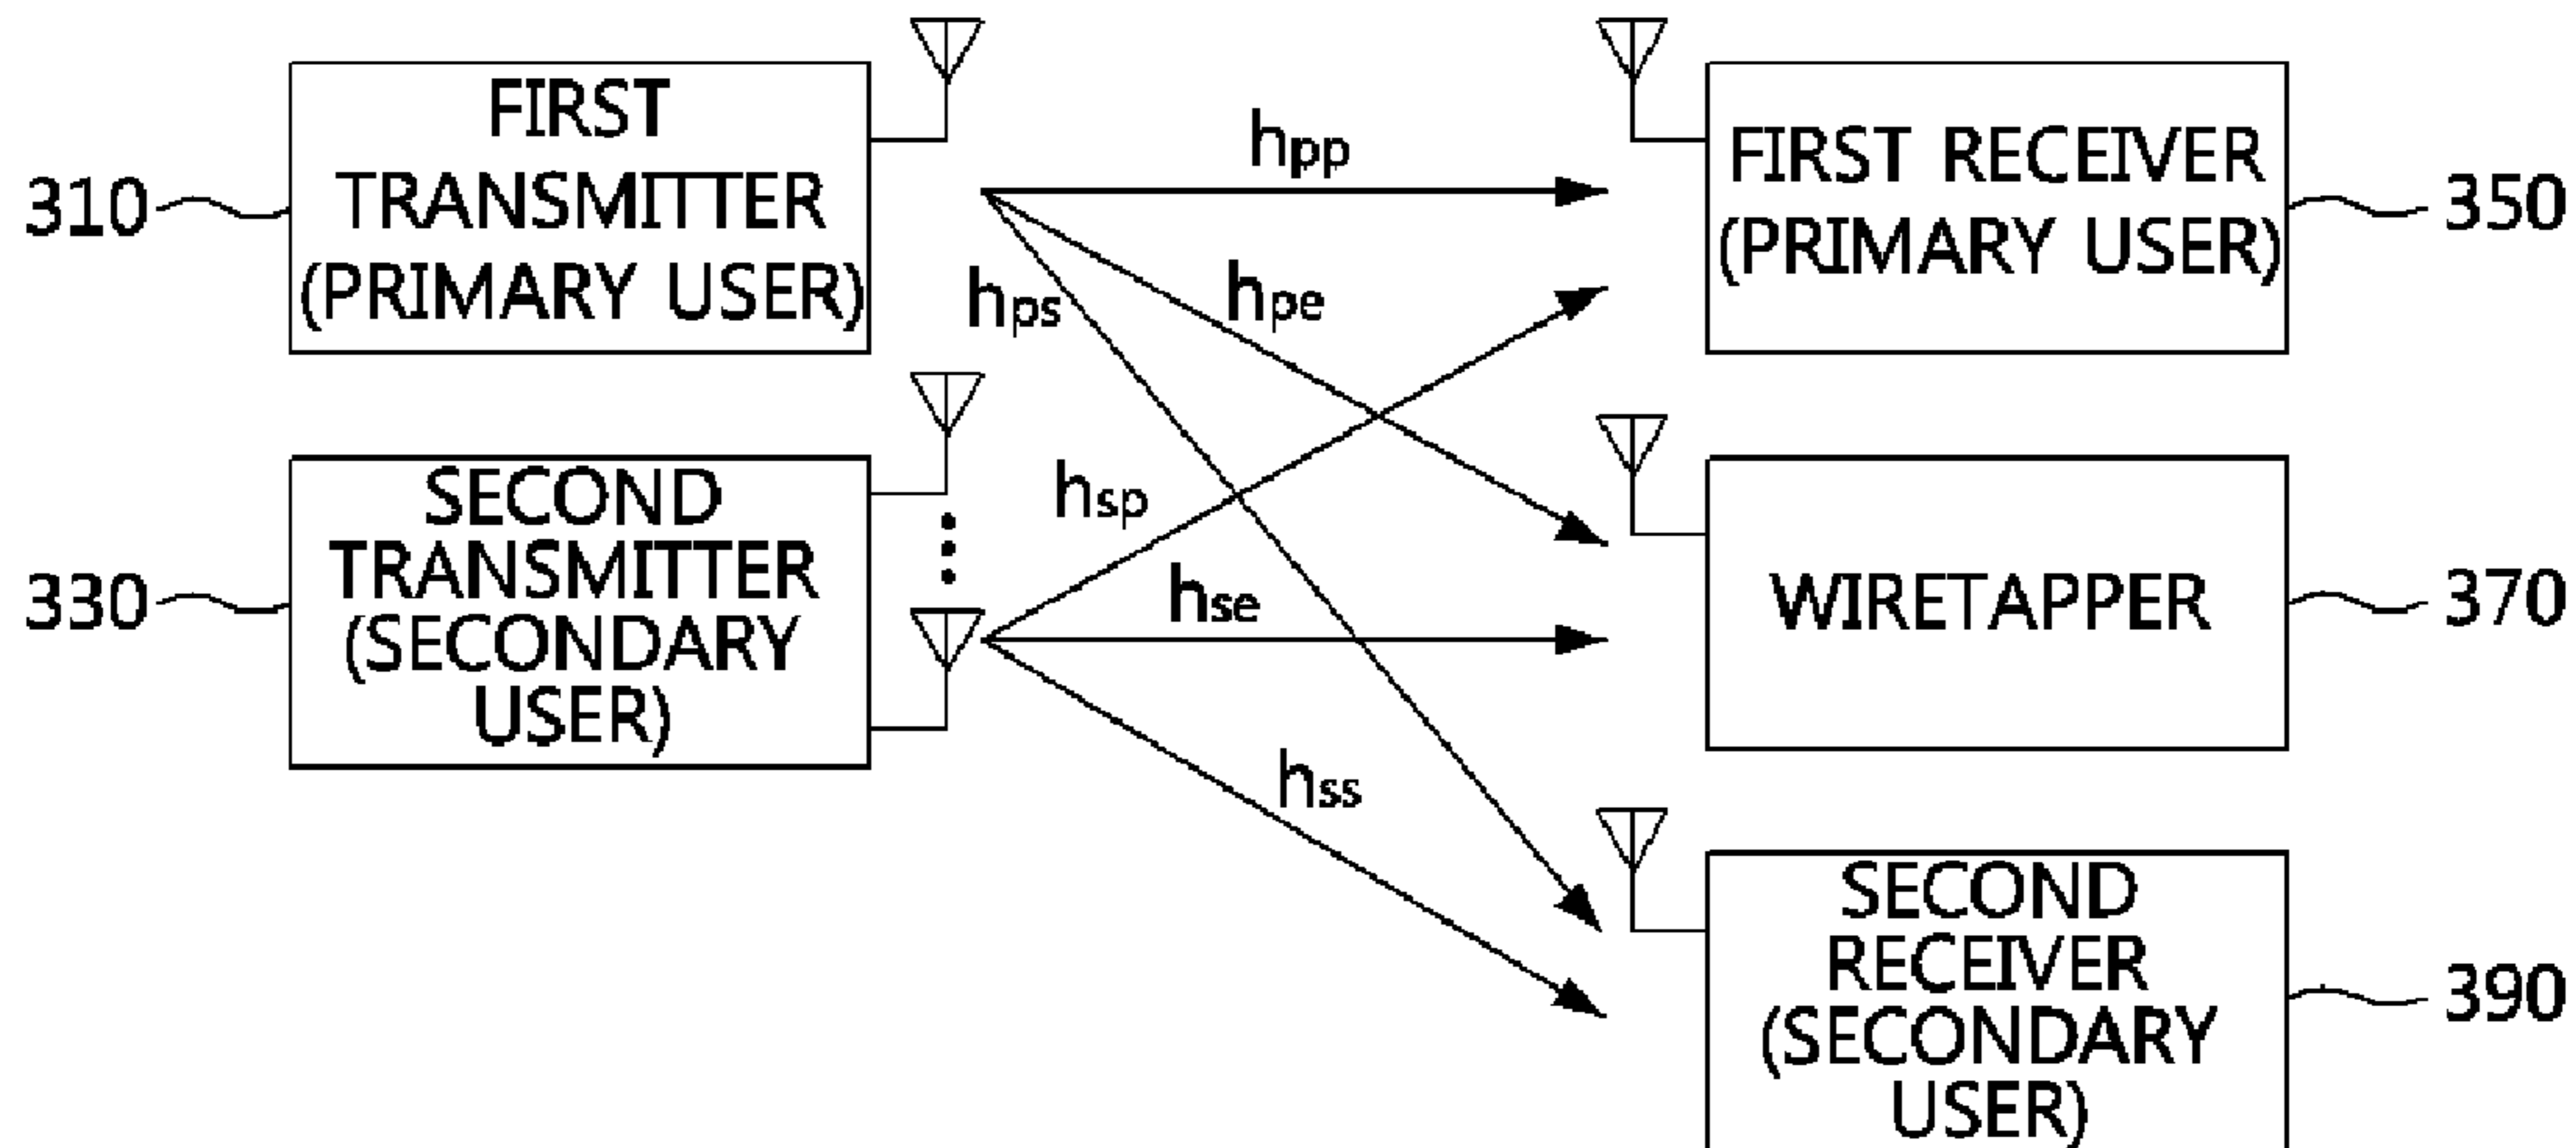 FIRST
TRANSMITTER
(PRIMARY USER)
310
hpp
FIRST RECEIVER
(PRIMARY USER)
350
hps
hpe
SECOND
TRANSMITTER
(SECONDARY
USER)
330
hsp
hse
WIRETAPPER
370
hss
SECOND
RECEIVER
(SECONDARY
USER)
390